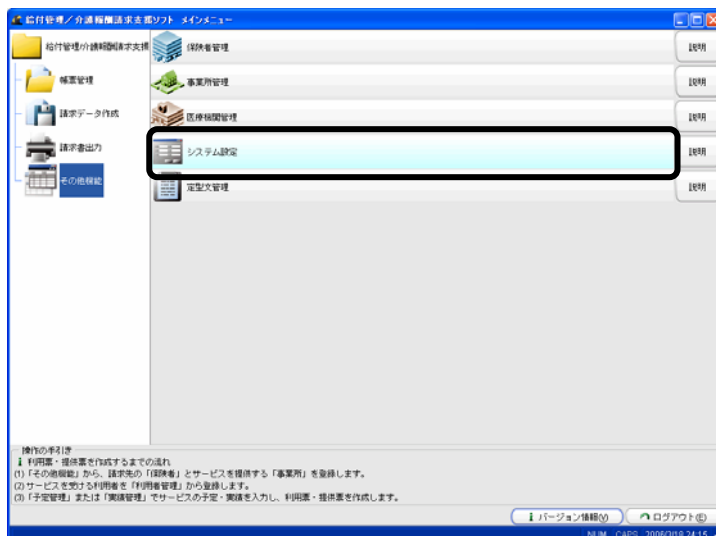 給付管理／介護報酬請求支援ソフト メインメニュー
給付管理/介護報酬請求支援
帳票管理
請求データ作成
請求書出力
その他機能
保険者管理
説明
事業所管理
説明
医療機関管理
説明
システム設定
説明
定型文管理
説明
操作の手引き
利用票・提供票を作成するまでの流れ
(1)「その他機能」から、請求先の「保険者」とサービスを提供する「事業所」を登録します。
(2)サービスを受ける利用者を「利用者管理」から登録します。
(3)「予定管理」または「実績管理」でサービスの予定・実績を入力し、利用票・提供票を作成します。
バージョン情報(V)
ログアウト(E)
NUM CAPS 2006/3/18 24:15